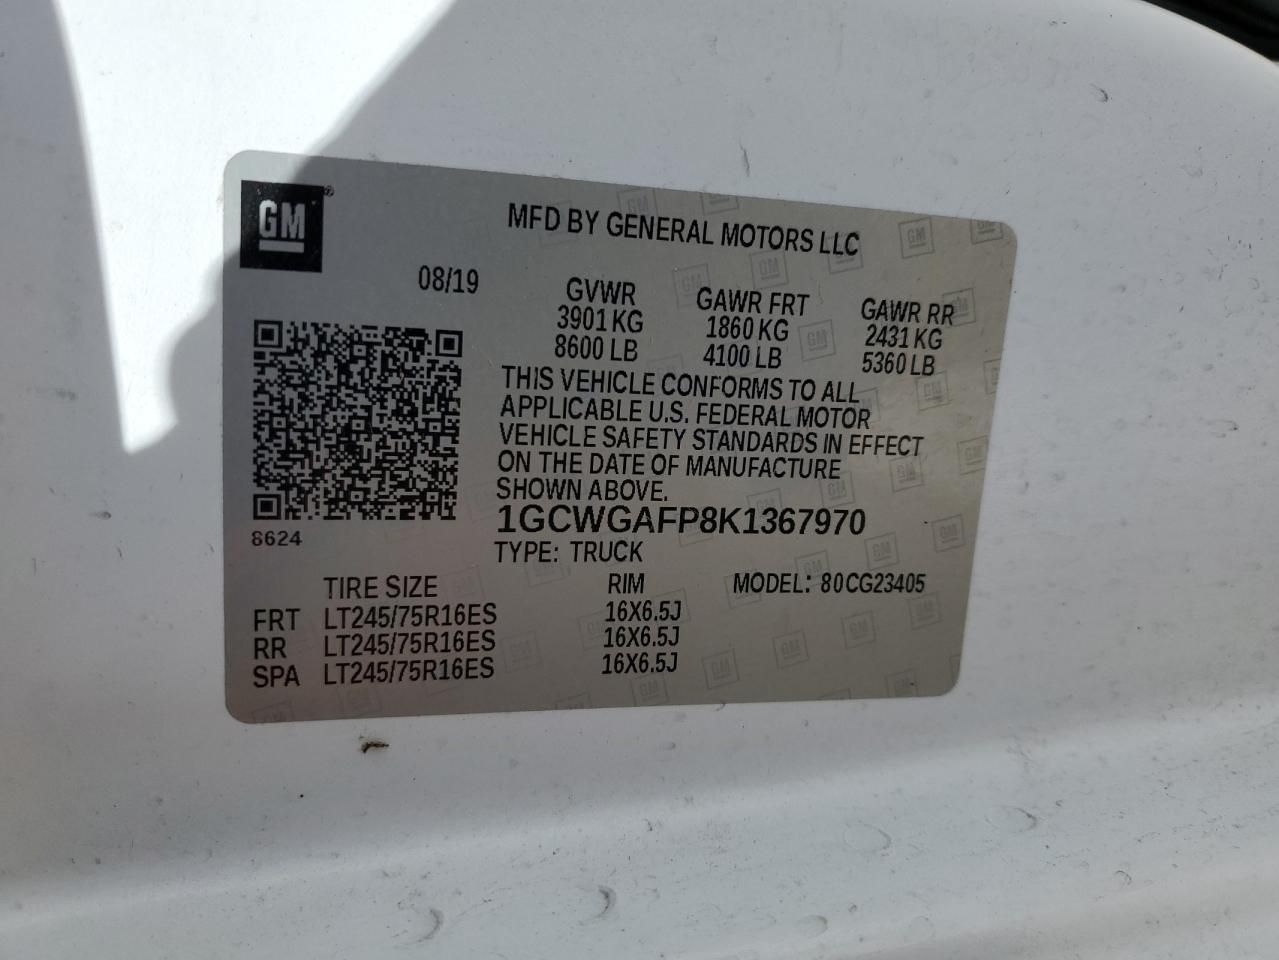 GM ®
MFD BY GENERAL MOTORS LLC
08/19
GVWR GAWR FRT GAWR RR
3901 KG 1860 KG 2431 KG
8600 LB 4100 LB 5360 LB
THIS VEHICLE CONFORMS TO ALL
APPLICABLE U.S. FEDERAL MOTOR
VEHICLE SAFETY STANDARDS IN EFFECT
ON THE DATE OF MANUFACTURE
SHOWN ABOVE.
1GCWGAFP8K1367970
8624
TYPE: TRUCK
TIRE SIZE RIM MODEL: 80CG23405
FRT LT245/75R16ES 16X6.5J
RR LT245/75R16ES 16X6.5J
SPA LT245/75R16ES 16X6.5J